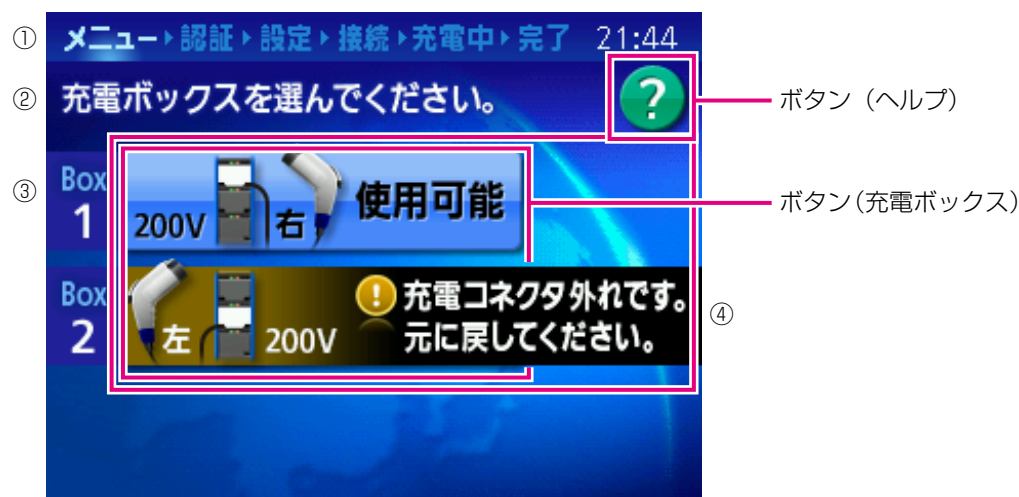 ① メニュー▶認証▶設定▶接続▶充電中▶完了 21:44
② 充電ボックスを選んでください。
? ボタン（ヘルプ）
③ Box 1
200V 右 使用可能
ボタン（充電ボックス）
Box 2
左 200V
! 充電コネクタ外れです。
元に戻してください。
④